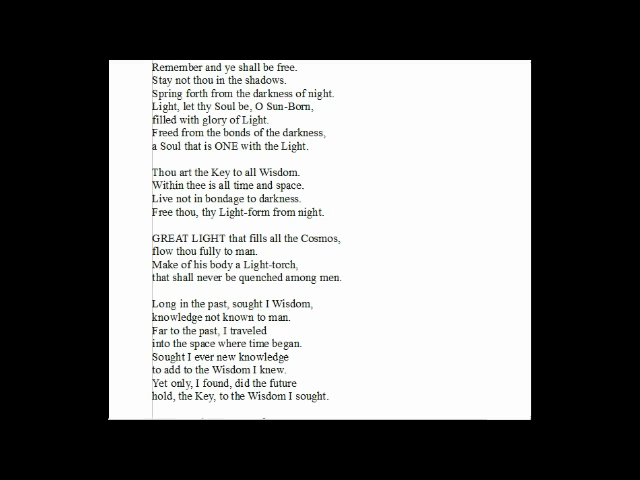 Remember and ye shall be free.
Stay not thou in the shadows.
Spring forth from the darkness of night.
Light, let thy Soul be, O Sun-Born,
filled with glory of Light.
Freed from the bonds of the darkness,
a Soul that is ONE with the Light.
Thou art the Key to all Wisdom.
Within thee is all time and space.
Live not in bondage to darkness.
Free thou, thy Light-form from night.
GREAT LIGHT that fills all the Cosmos,
flow thou fully to man.
Make of his body a Light-torch,
that shall never be quenched among men.
Long in the past, sought I Wisdom,
knowledge not known to man.
Far to the past, I traveled
into the space where time began.
Sought I ever new knowledge
to add to the Wisdom I knew.
Yet only, I found, did the future
hold, the Key, to the Wisdom I sought.